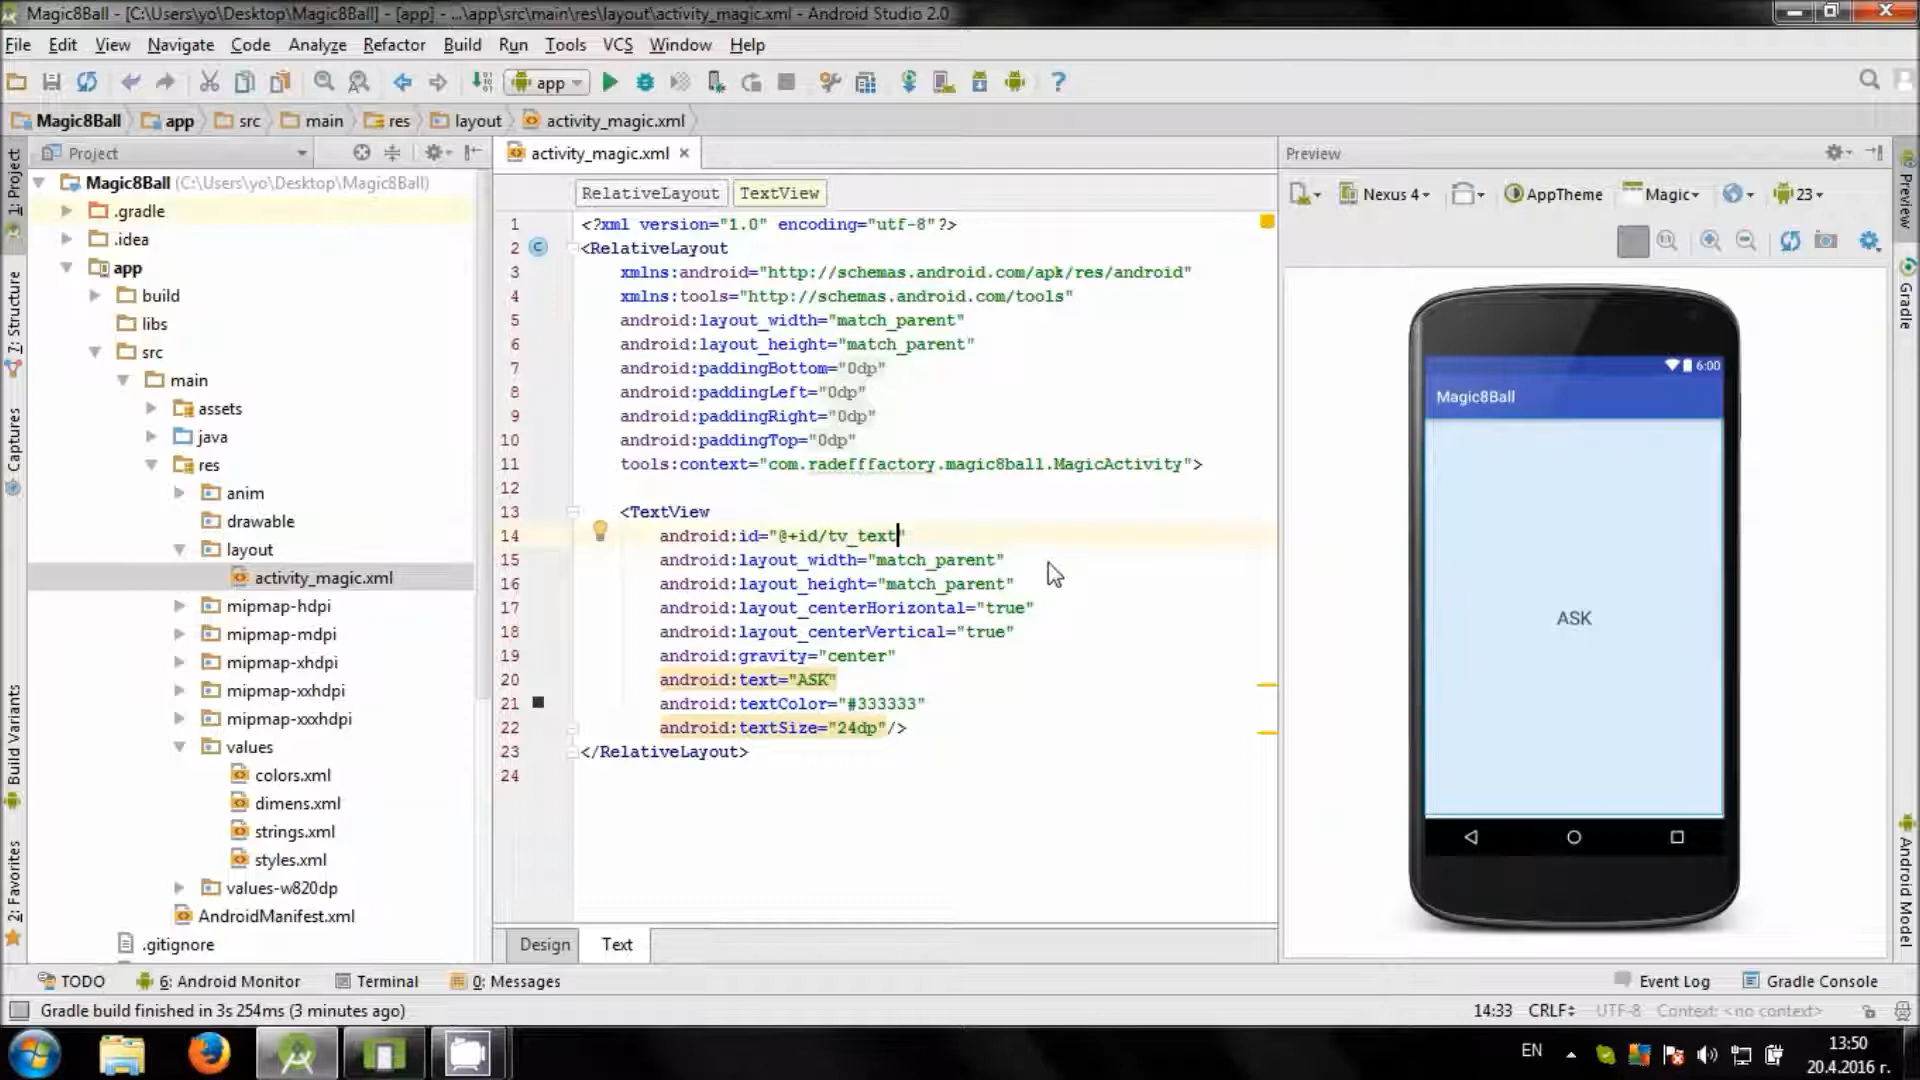 Magic8Ball - [C:\Users\yo\Desktop\Magic8Ball] - [app] - ...\app\src\main\res\layout\activity_magic.xml - Android Studio 2.0
File Edit View Navigate Code Analyze Refactor Build Run Tools VCS Window Help
app
Magic8Ball app src main res layout activity_magic.xml
Project
activity_magic.xml
Preview
1: Project
7: Structure
Captures
Build Variants
2: Favorites
Magic8Ball (C:\Users\yo\Desktop\Magic8Ball)
.gradle
.idea
app
build
libs
src
main
assets
java
res
anim
drawable
layout
activity_magic.xml
mipmap-hdpi
mipmap-mdpi
mipmap-xhdpi
mipmap-xxhdpi
mipmap-xxxhdpi
values
colors.xml
dimens.xml
strings.xml
styles.xml
values-w820dp
AndroidManifest.xml
.gitignore
RelativeLayout TextView
1 <?xml version="1.0" encoding="utf-8"?>
2 <RelativeLayout
3 xmlns:android="http://schemas.android.com/apk/res/android"
4 xmlns:tools="http://schemas.android.com/tools"
5 android:layout_width="match_parent"
6 android:layout_height="match_parent"
7 android:paddingBottom="0dp"
8 android:paddingLeft="0dp"
9 android:paddingRight="0dp"
10 android:paddingTop="0dp"
11 tools:context="com.radefffactory.magic8ball.MagicActivity">
12
13 <TextView
14 android:id="@+id/tv_text"
15 android:layout_width="match_parent"
16 android:layout_height="match_parent"
17 android:layout_centerHorizontal="true"
18 android:layout_centerVertical="true"
19 android:gravity="center"
20 android:text="ASK"
21 android:textColor="#333333"
22 android:textSize="24dp"/>
23 </RelativeLayout>
24
Design Text
Nexus 4 AppTheme Magic 23
6:00
Magic8Ball
ASK
Preview
Gradle
Android Model
TODO 6: Android Monitor Terminal 0: Messages Event Log Gradle Console
Gradle build finished in 3s 254ms (3 minutes ago) 14:33 CRLF UTF-8 Context: <no context>
EN
13:50
20.4.2016 г.